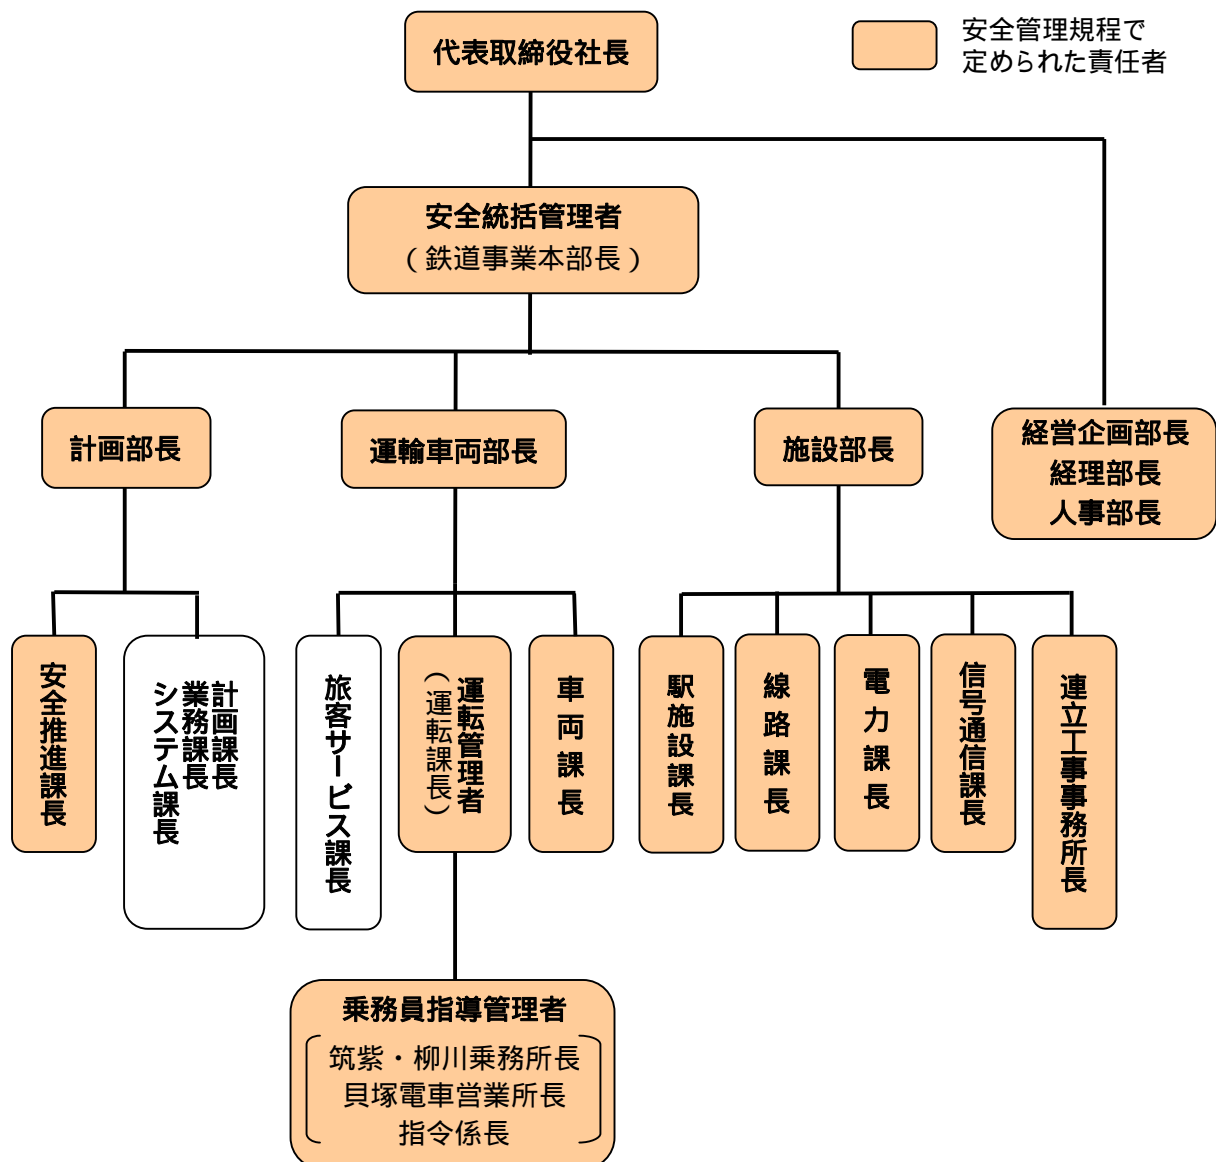 代表取締役社長
安全管理規程で
定められた責任者
安全統括管理者
（鉄道事業本部長）
計画部長
運輸車両部長
施設部長
経営企画部長
経理部長
人事部長
安全推進課長
計画課長
業務課長
システム課長
旅客サービス課長
運転管理者
（運転課長）
車両課長
駅施設課長
線路課長
電力課長
信号通信課長
連立工事事務所長
乗務員指導管理者
筑紫・柳川乗務所長
貝塚電車営業所長
指令係長